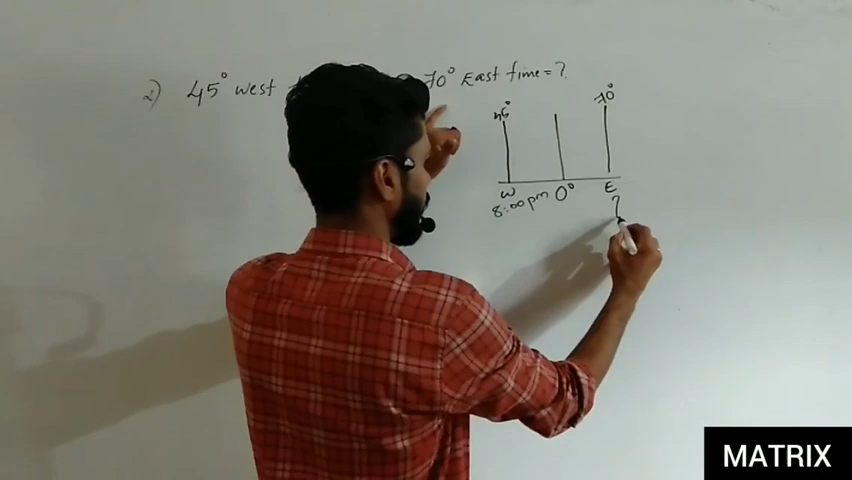 2) 45° west 70° East time = ?
45° 70°
W 0° E
8:00 pm ?
MATRIX